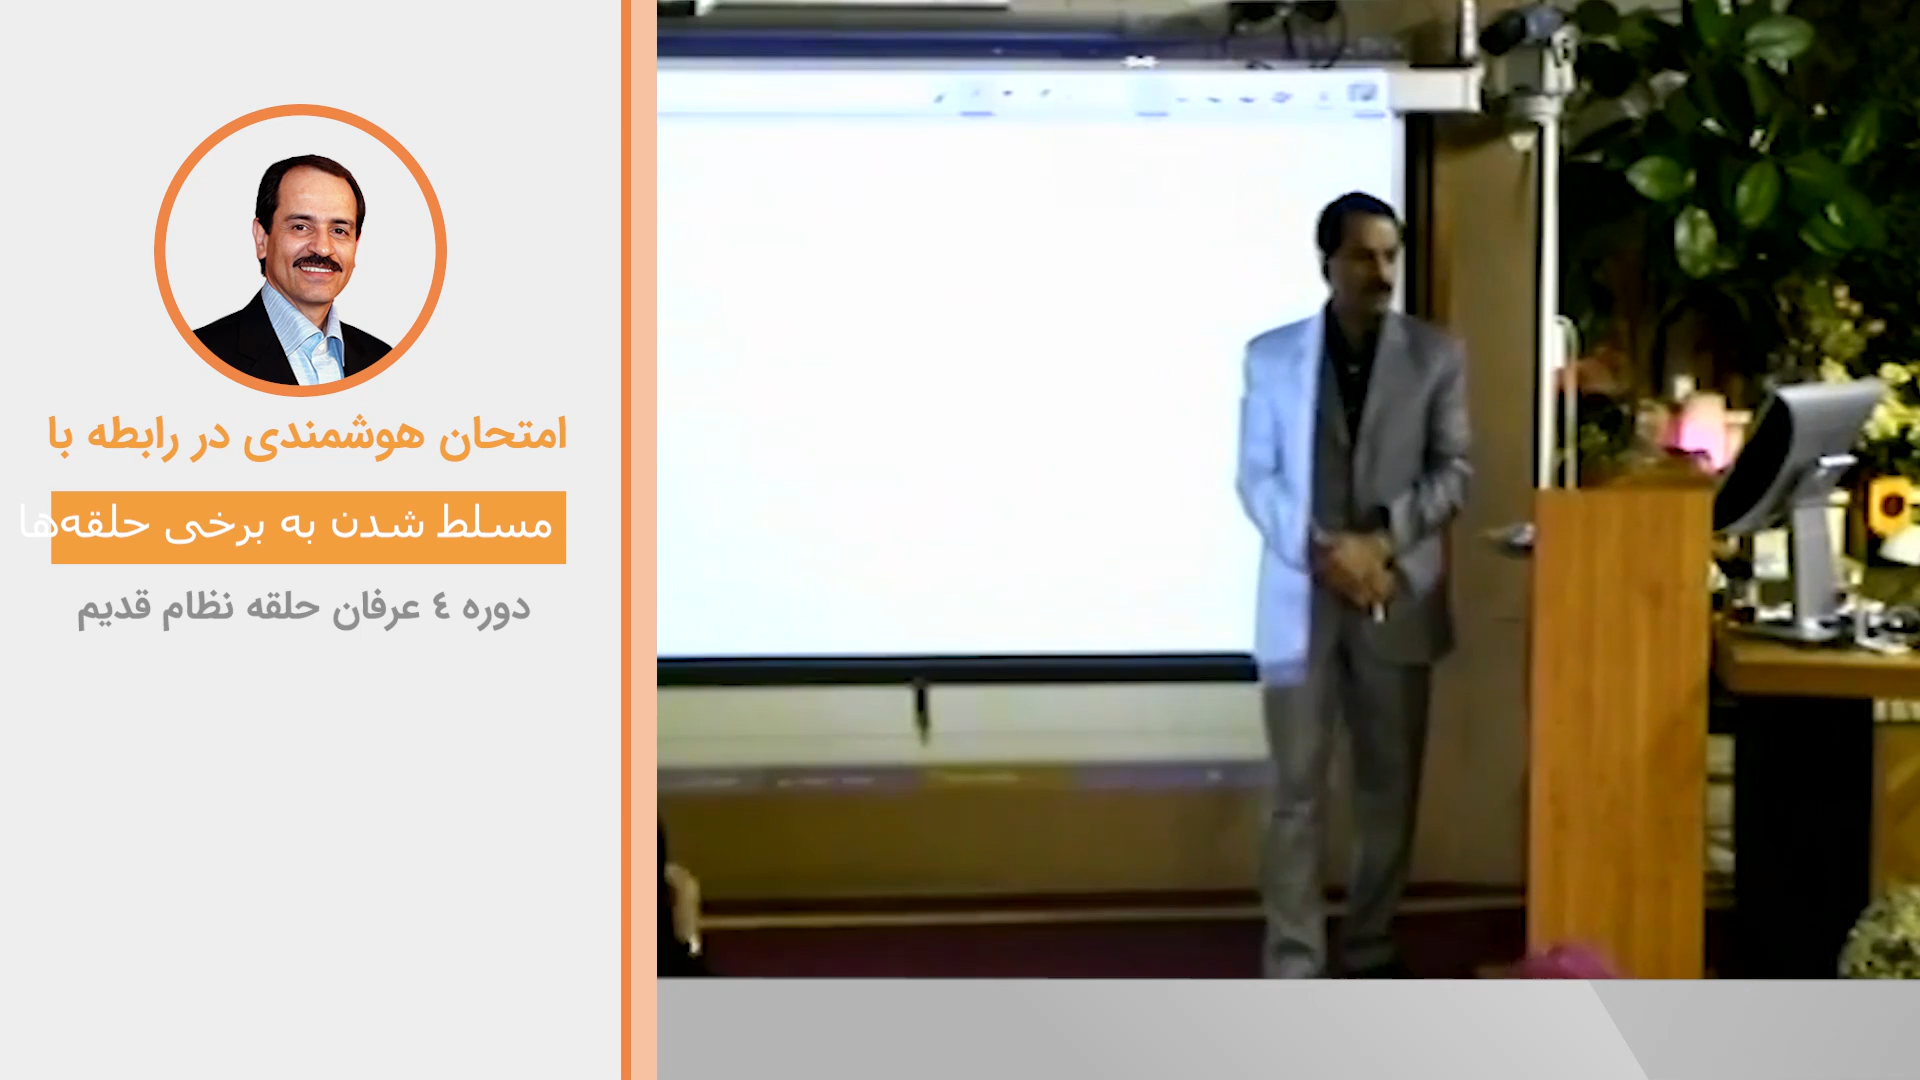 امتحان هوشمندی در رابطه با
مسلط شدن به برخی حلقه‌ها
دوره ٤ عرفان حلقه نظام قدیم